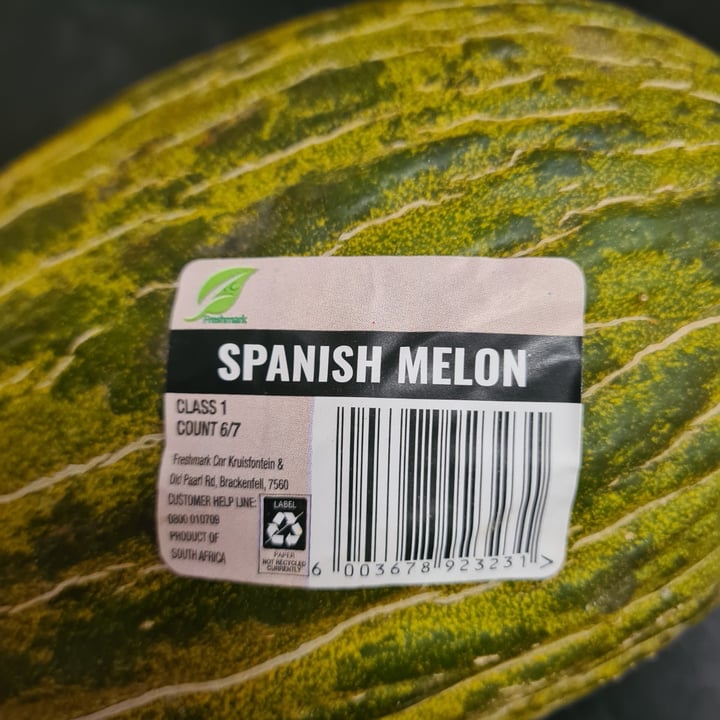 Freshmark
SPANISH MELON
CLASS 1
COUNT 6/7
Freshmark Cnr Kruisfontein &
Old Paarl Rd, Brackenfell, 7560
CUSTOMER HELP LINE:
0800 010709
PRODUCT OF
SOUTH AFRICA
LABEL
PAPER
NOT RECYCLED
CURRENTLY
6 003678 923231 >